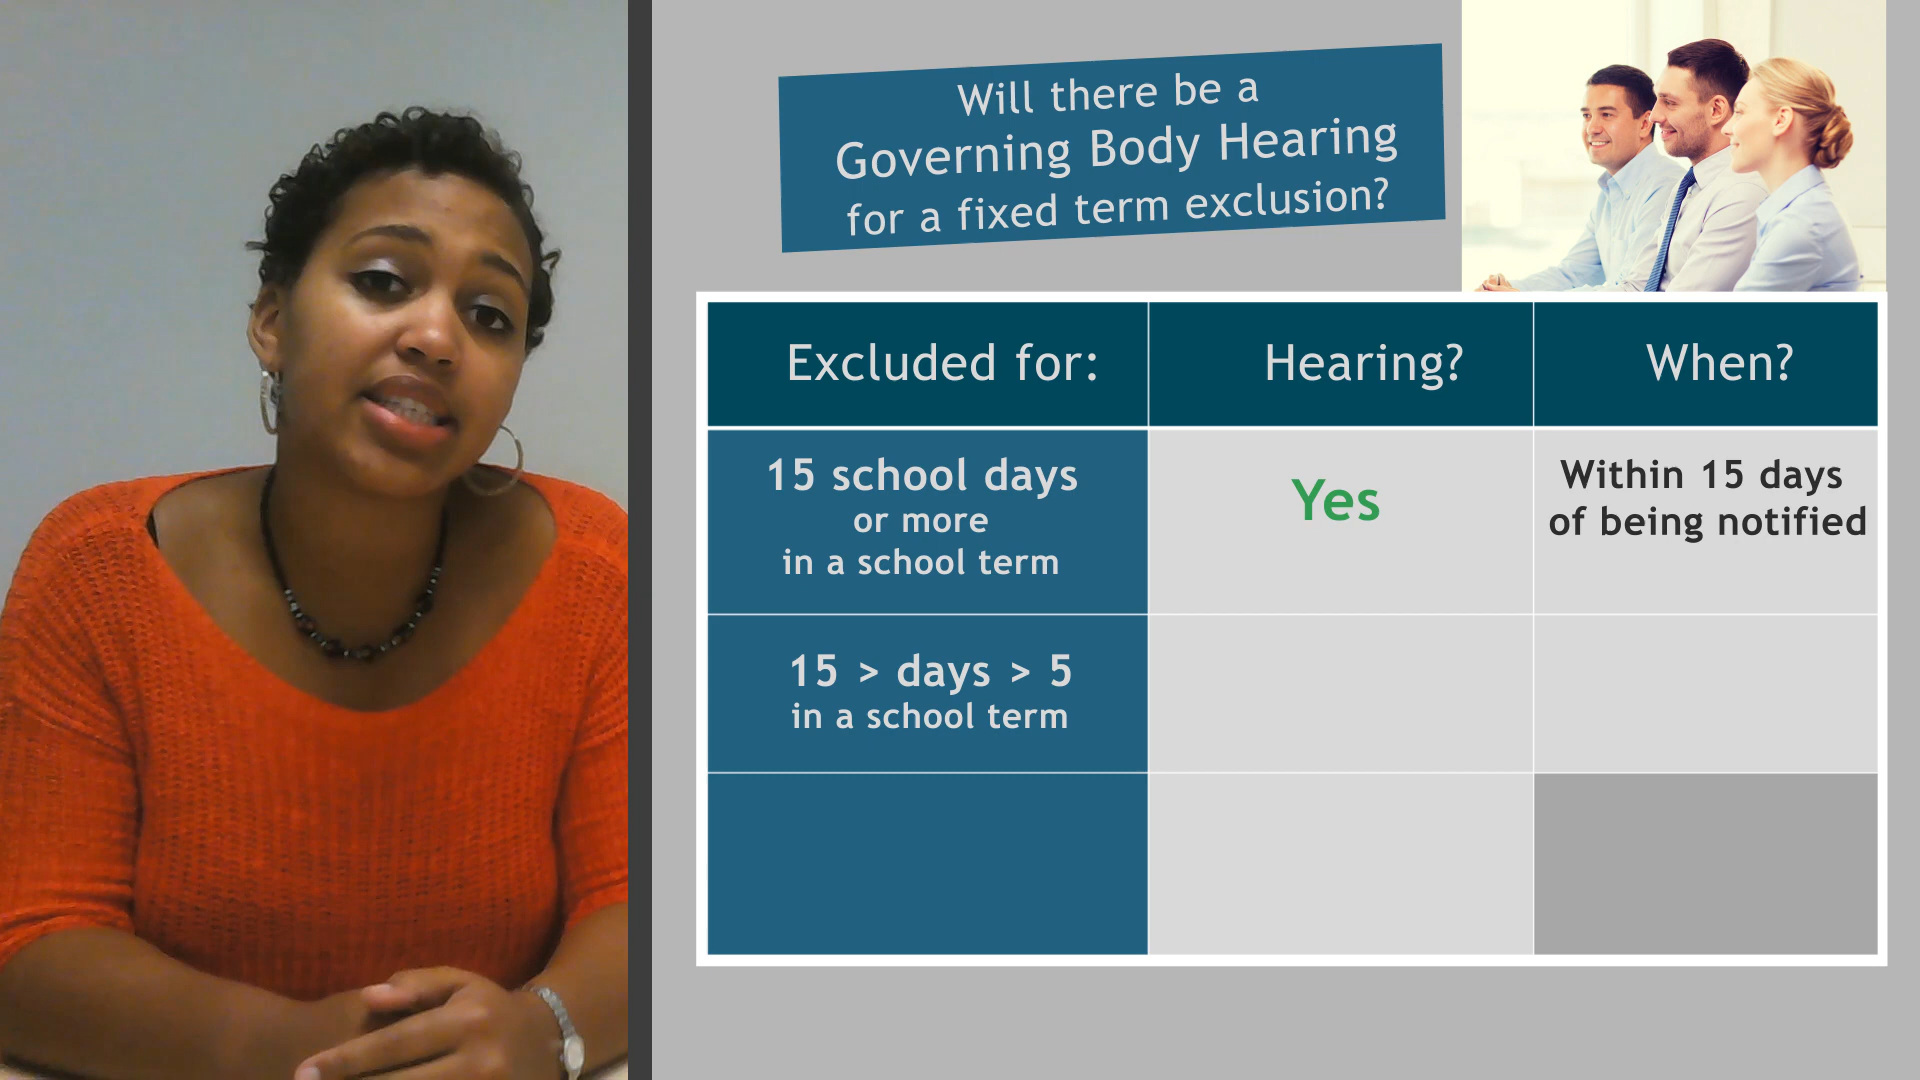 Will there be a
Governing Body Hearing
for a fixed term exclusion?
Excluded for:
Hearing?
When?
15 school days
or more
in a school term
Yes
Within 15 days
of being notified
15 > days > 5
in a school term